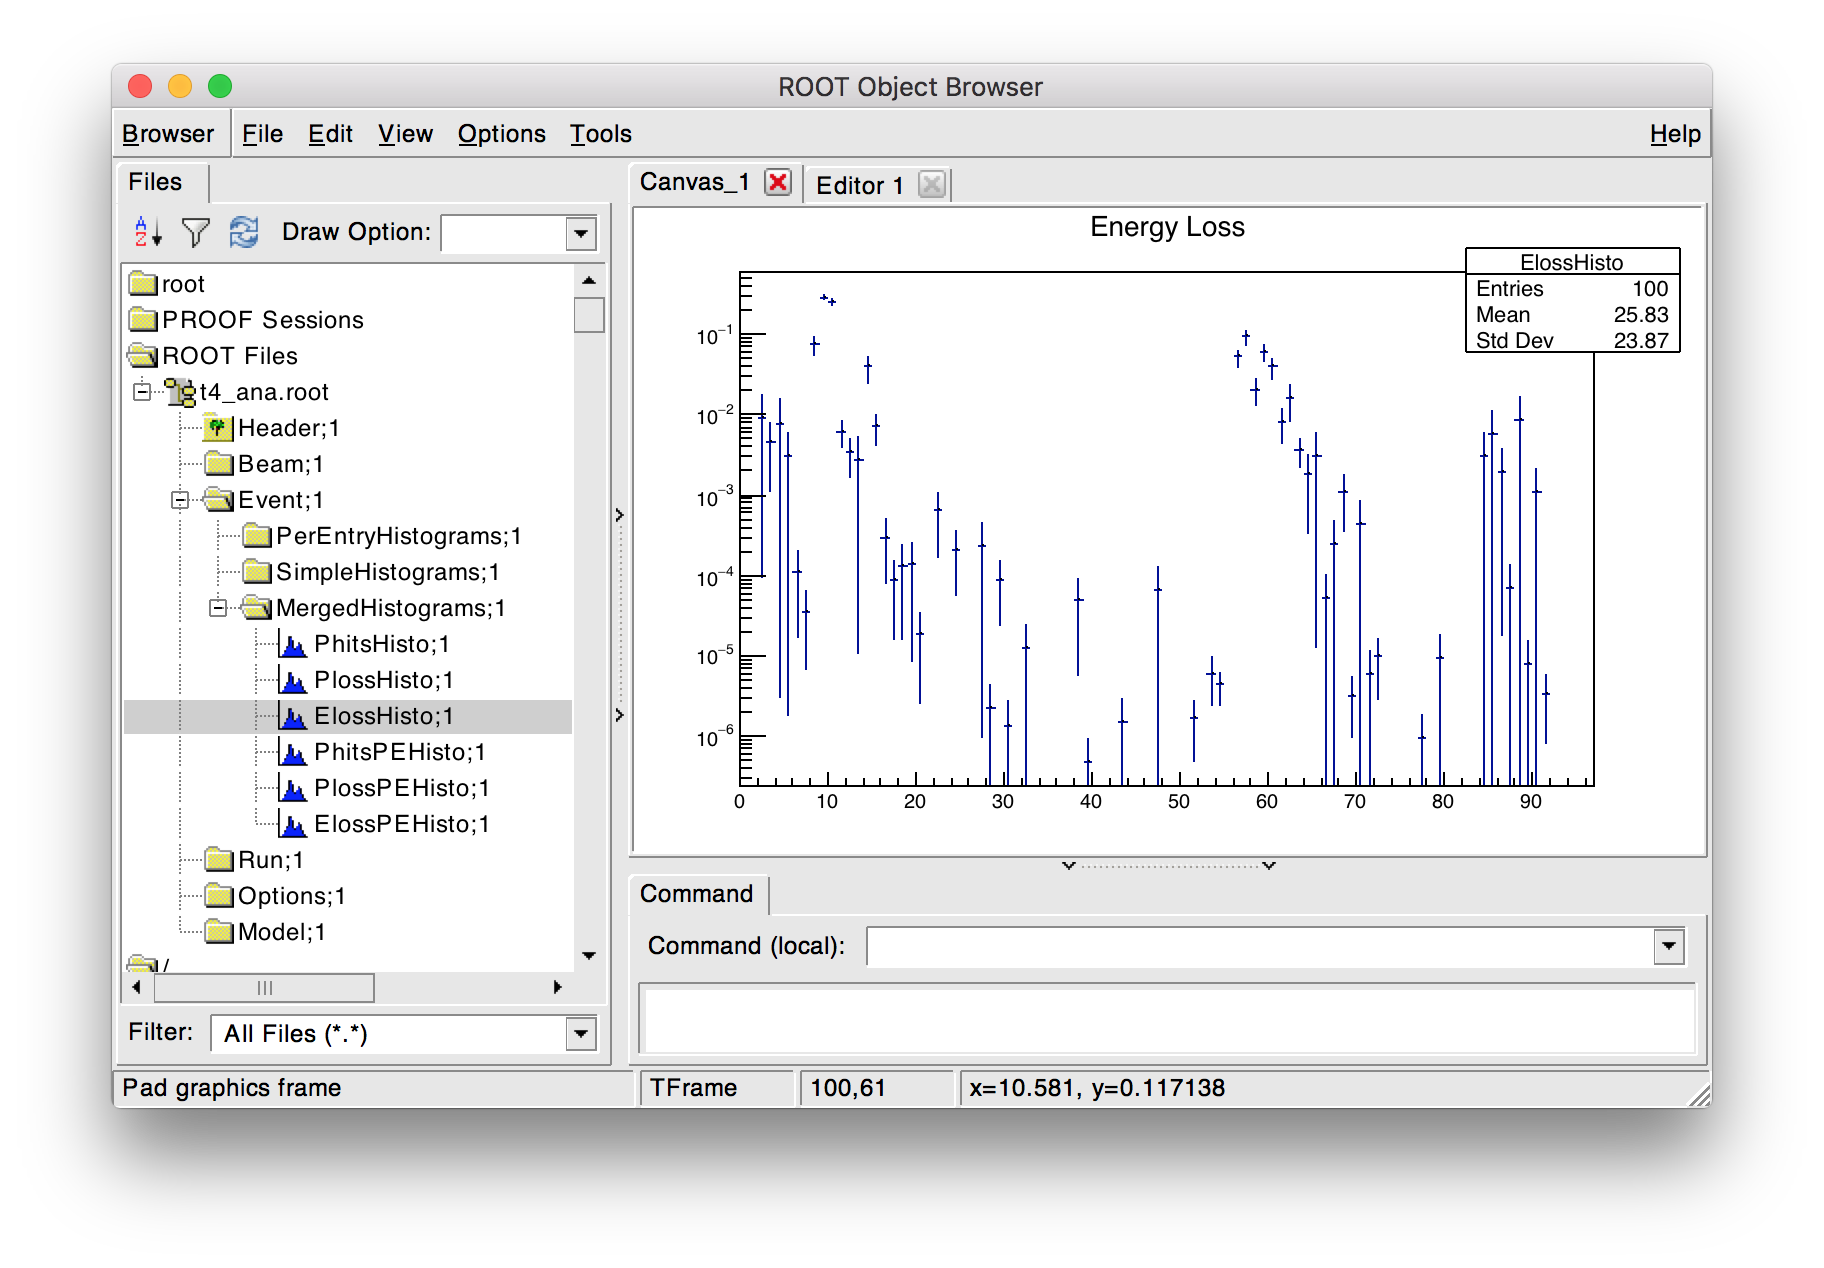 ROOT Object Browser
Browser File Edit View Options Tools Help
Files
Draw Option:
root
PROOF Sessions
ROOT Files
t4_ana.root
Header;1
Beam;1
Event;1
PerEntryHistograms;1
SimpleHistograms;1
MergedHistograms;1
PhitsHisto;1
PlossHisto;1
ElossHisto;1
PhitsPEHisto;1
PlossPEHisto;1
ElossPEHisto;1
Run;1
Options;1
Model;1
/
Filter: All Files (*.*)
Canvas_1 Editor 1
Energy Loss
ElossHisto
Entries 100
Mean 25.83
Std Dev 23.87
10⁻¹
10⁻²
10⁻³
10⁻⁴
10⁻⁵
10⁻⁶
0 10 20 30 40 50 60 70 80 90
Command
Command (local):
Pad graphics frame TFrame 100,61 x=10.581, y=0.117138